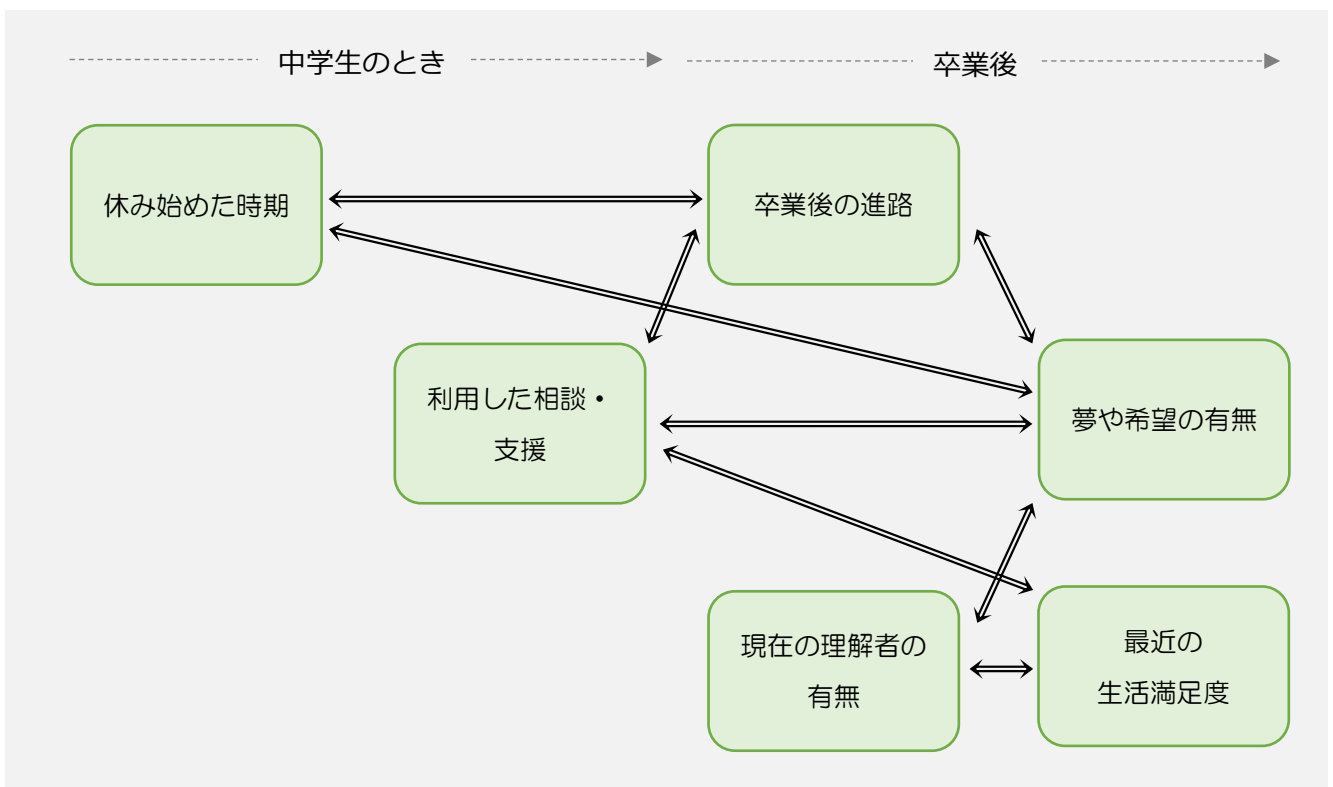 中学生のとき
卒業後
休み始めた時期
卒業後の進路
利用した相談・
支援
夢や希望の有無
現在の理解者の
有無
最近の
生活満足度